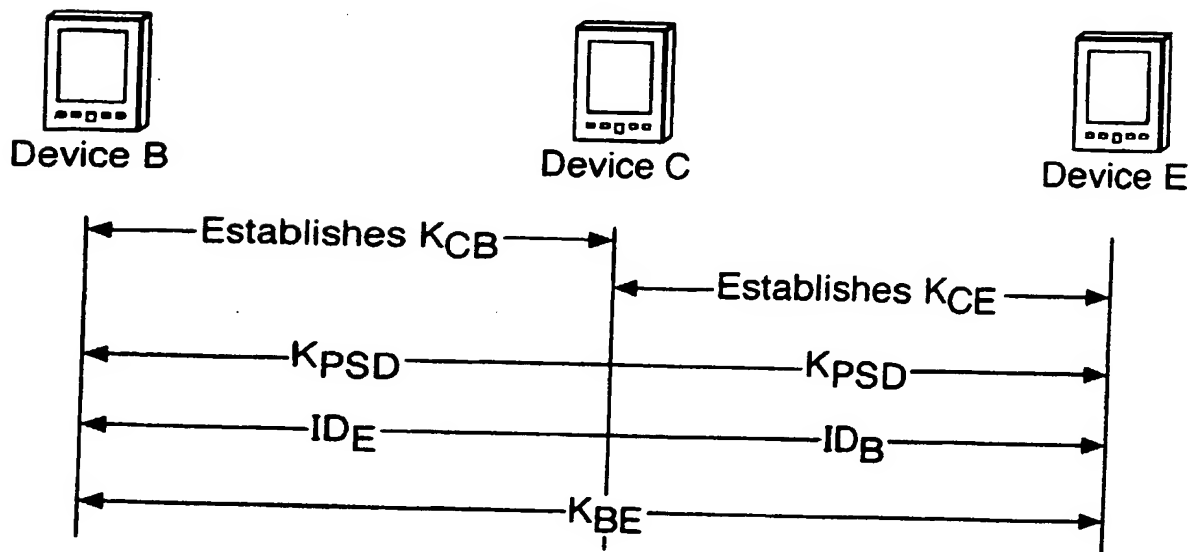 Device B
Device C
Device E
Establishes K_CB
Establishes K_CE
K_PSD K_PSD
ID_E ID_B
K_BE